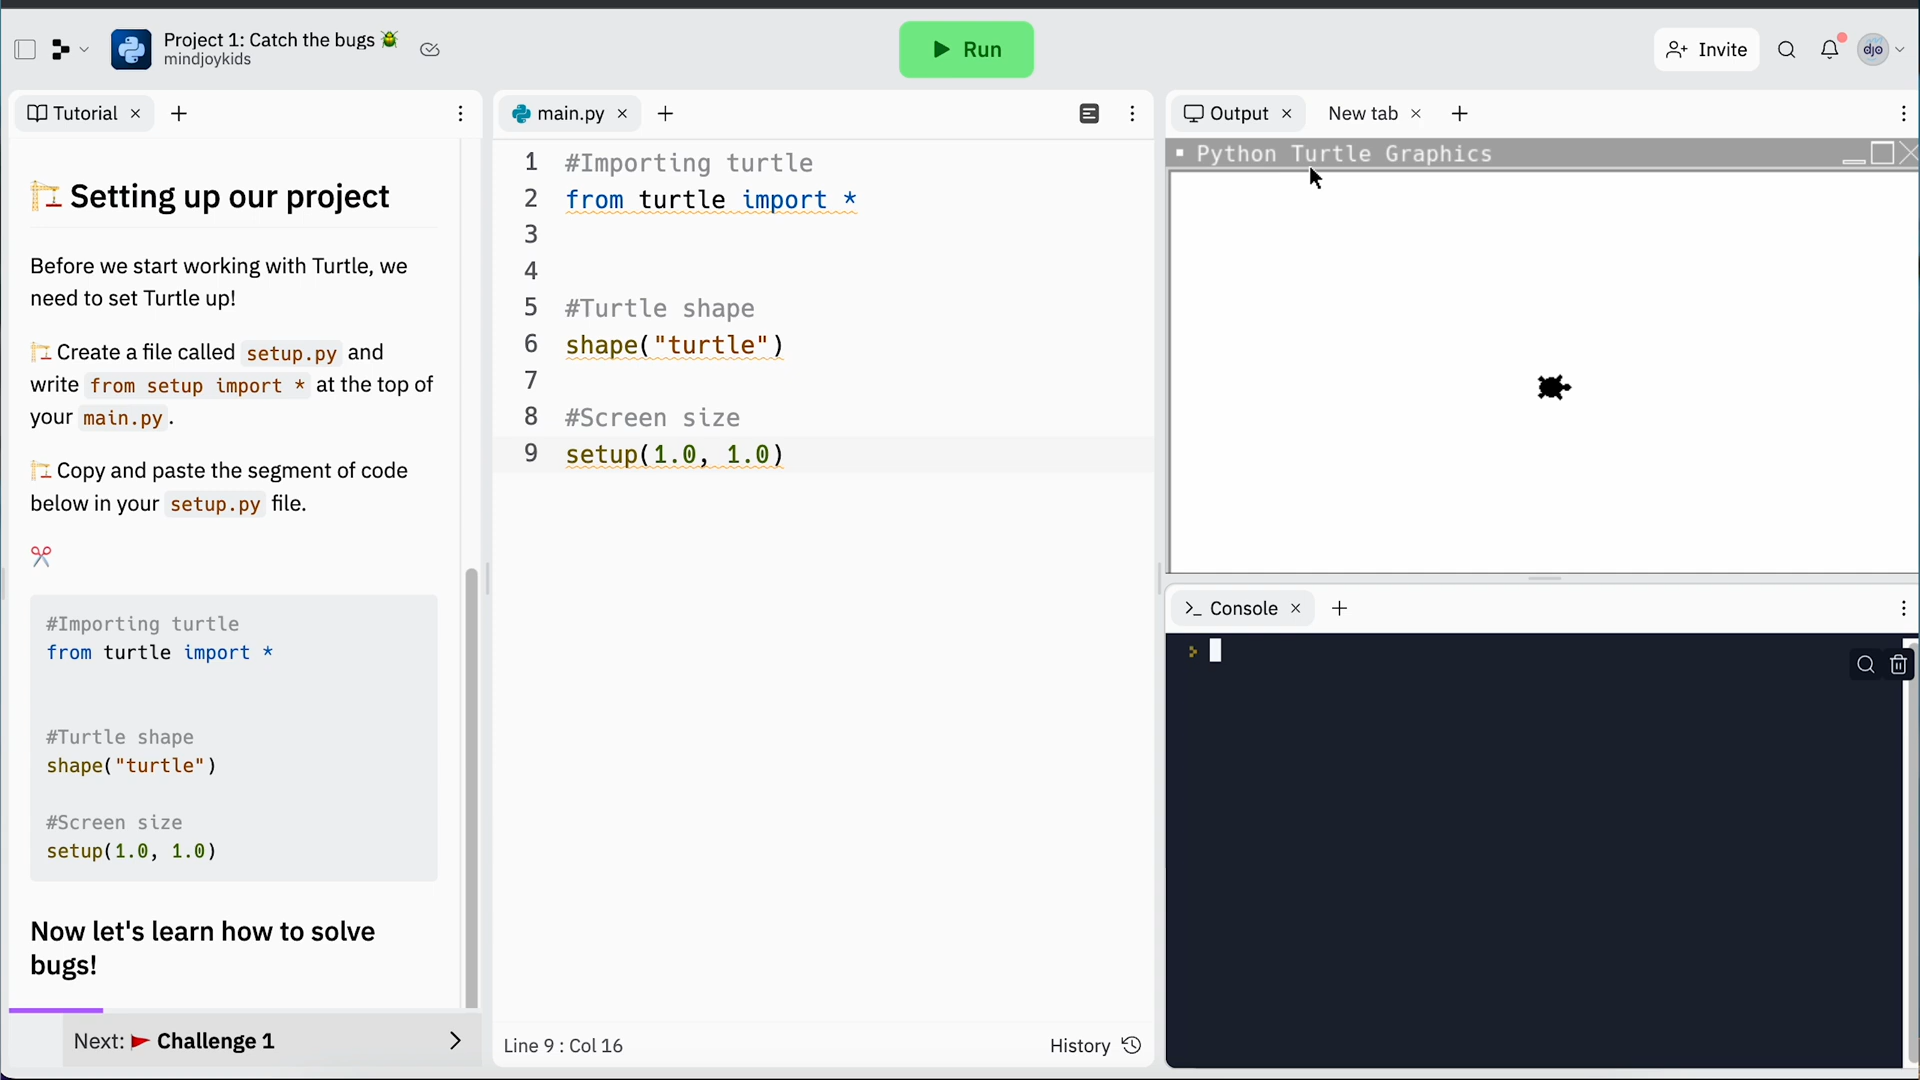 Project 1: Catch the bugs
mindjoykids
Run
Invite
djo
Tutorial
Setting up our project
Before we start working with Turtle, we
need to set Turtle up!
Create a file called setup.py and
write from setup import * at the top of
your main.py.
Copy and paste the segment of code
below in your setup.py file.
#Importing turtle
from turtle import *
#Turtle shape
shape("turtle")
#Screen size
setup(1.0, 1.0)
Now let's learn how to solve
bugs!
Next: Challenge 1
main.py
1 #Importing turtle
2 from turtle import *
3
4
5 #Turtle shape
6 shape("turtle")
7
8 #Screen size
9 setup(1.0, 1.0)
Line 9 : Col 16
History
Output
New tab
Python Turtle Graphics
Console